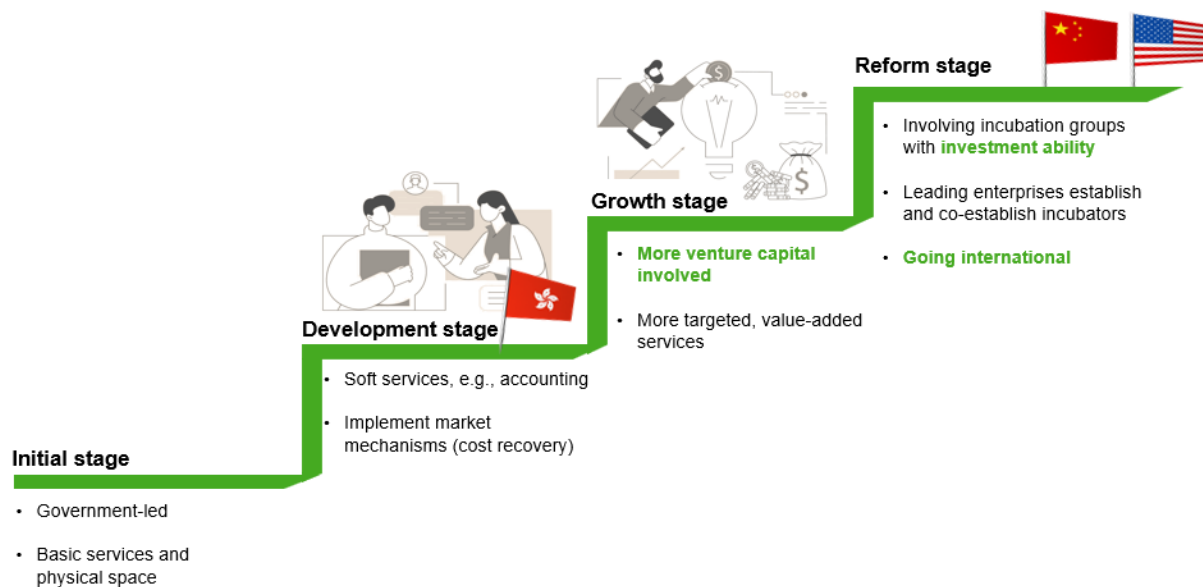 Initial stage
• Government-led
• Basic services and
physical space
Development stage
• Soft services, e.g., accounting
• Implement market
mechanisms (cost recovery)
Growth stage
• More venture capital
involved
• More targeted, value-added
services
Reform stage
• Involving incubation groups
with investment ability
• Leading enterprises establish
and co-establish incubators
• Going international
$
$